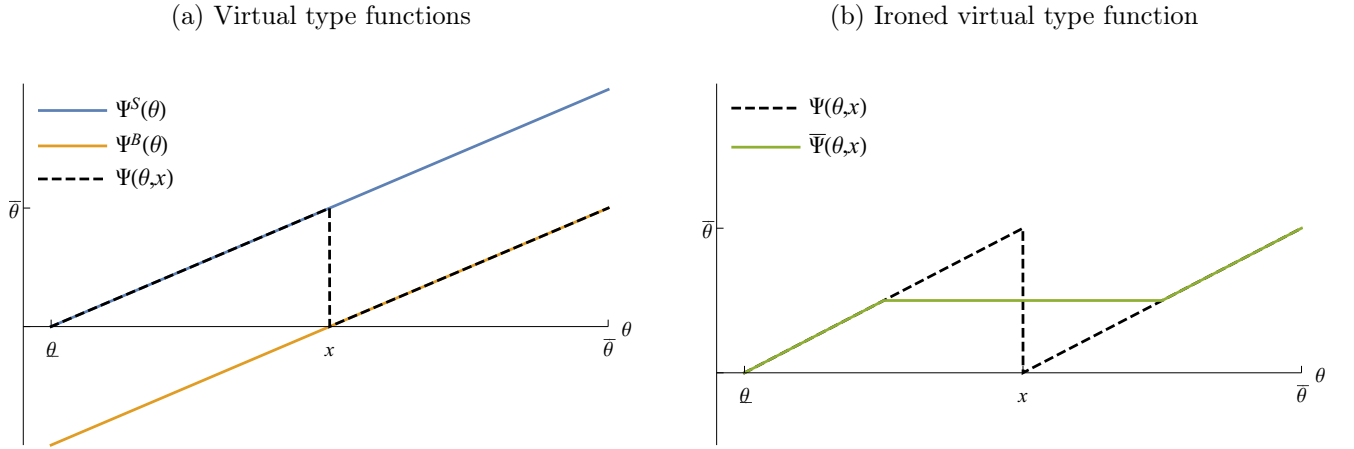 (a) Virtual type functions
Ψ^S(θ)
Ψ^B(θ)
Ψ(θ,x)
θ̅
θ̲
x
θ̅
θ
(b) Ironed virtual type function
Ψ(θ,x)
Ψ̅(θ,x)
θ̅
θ̲
x
θ̅
θ